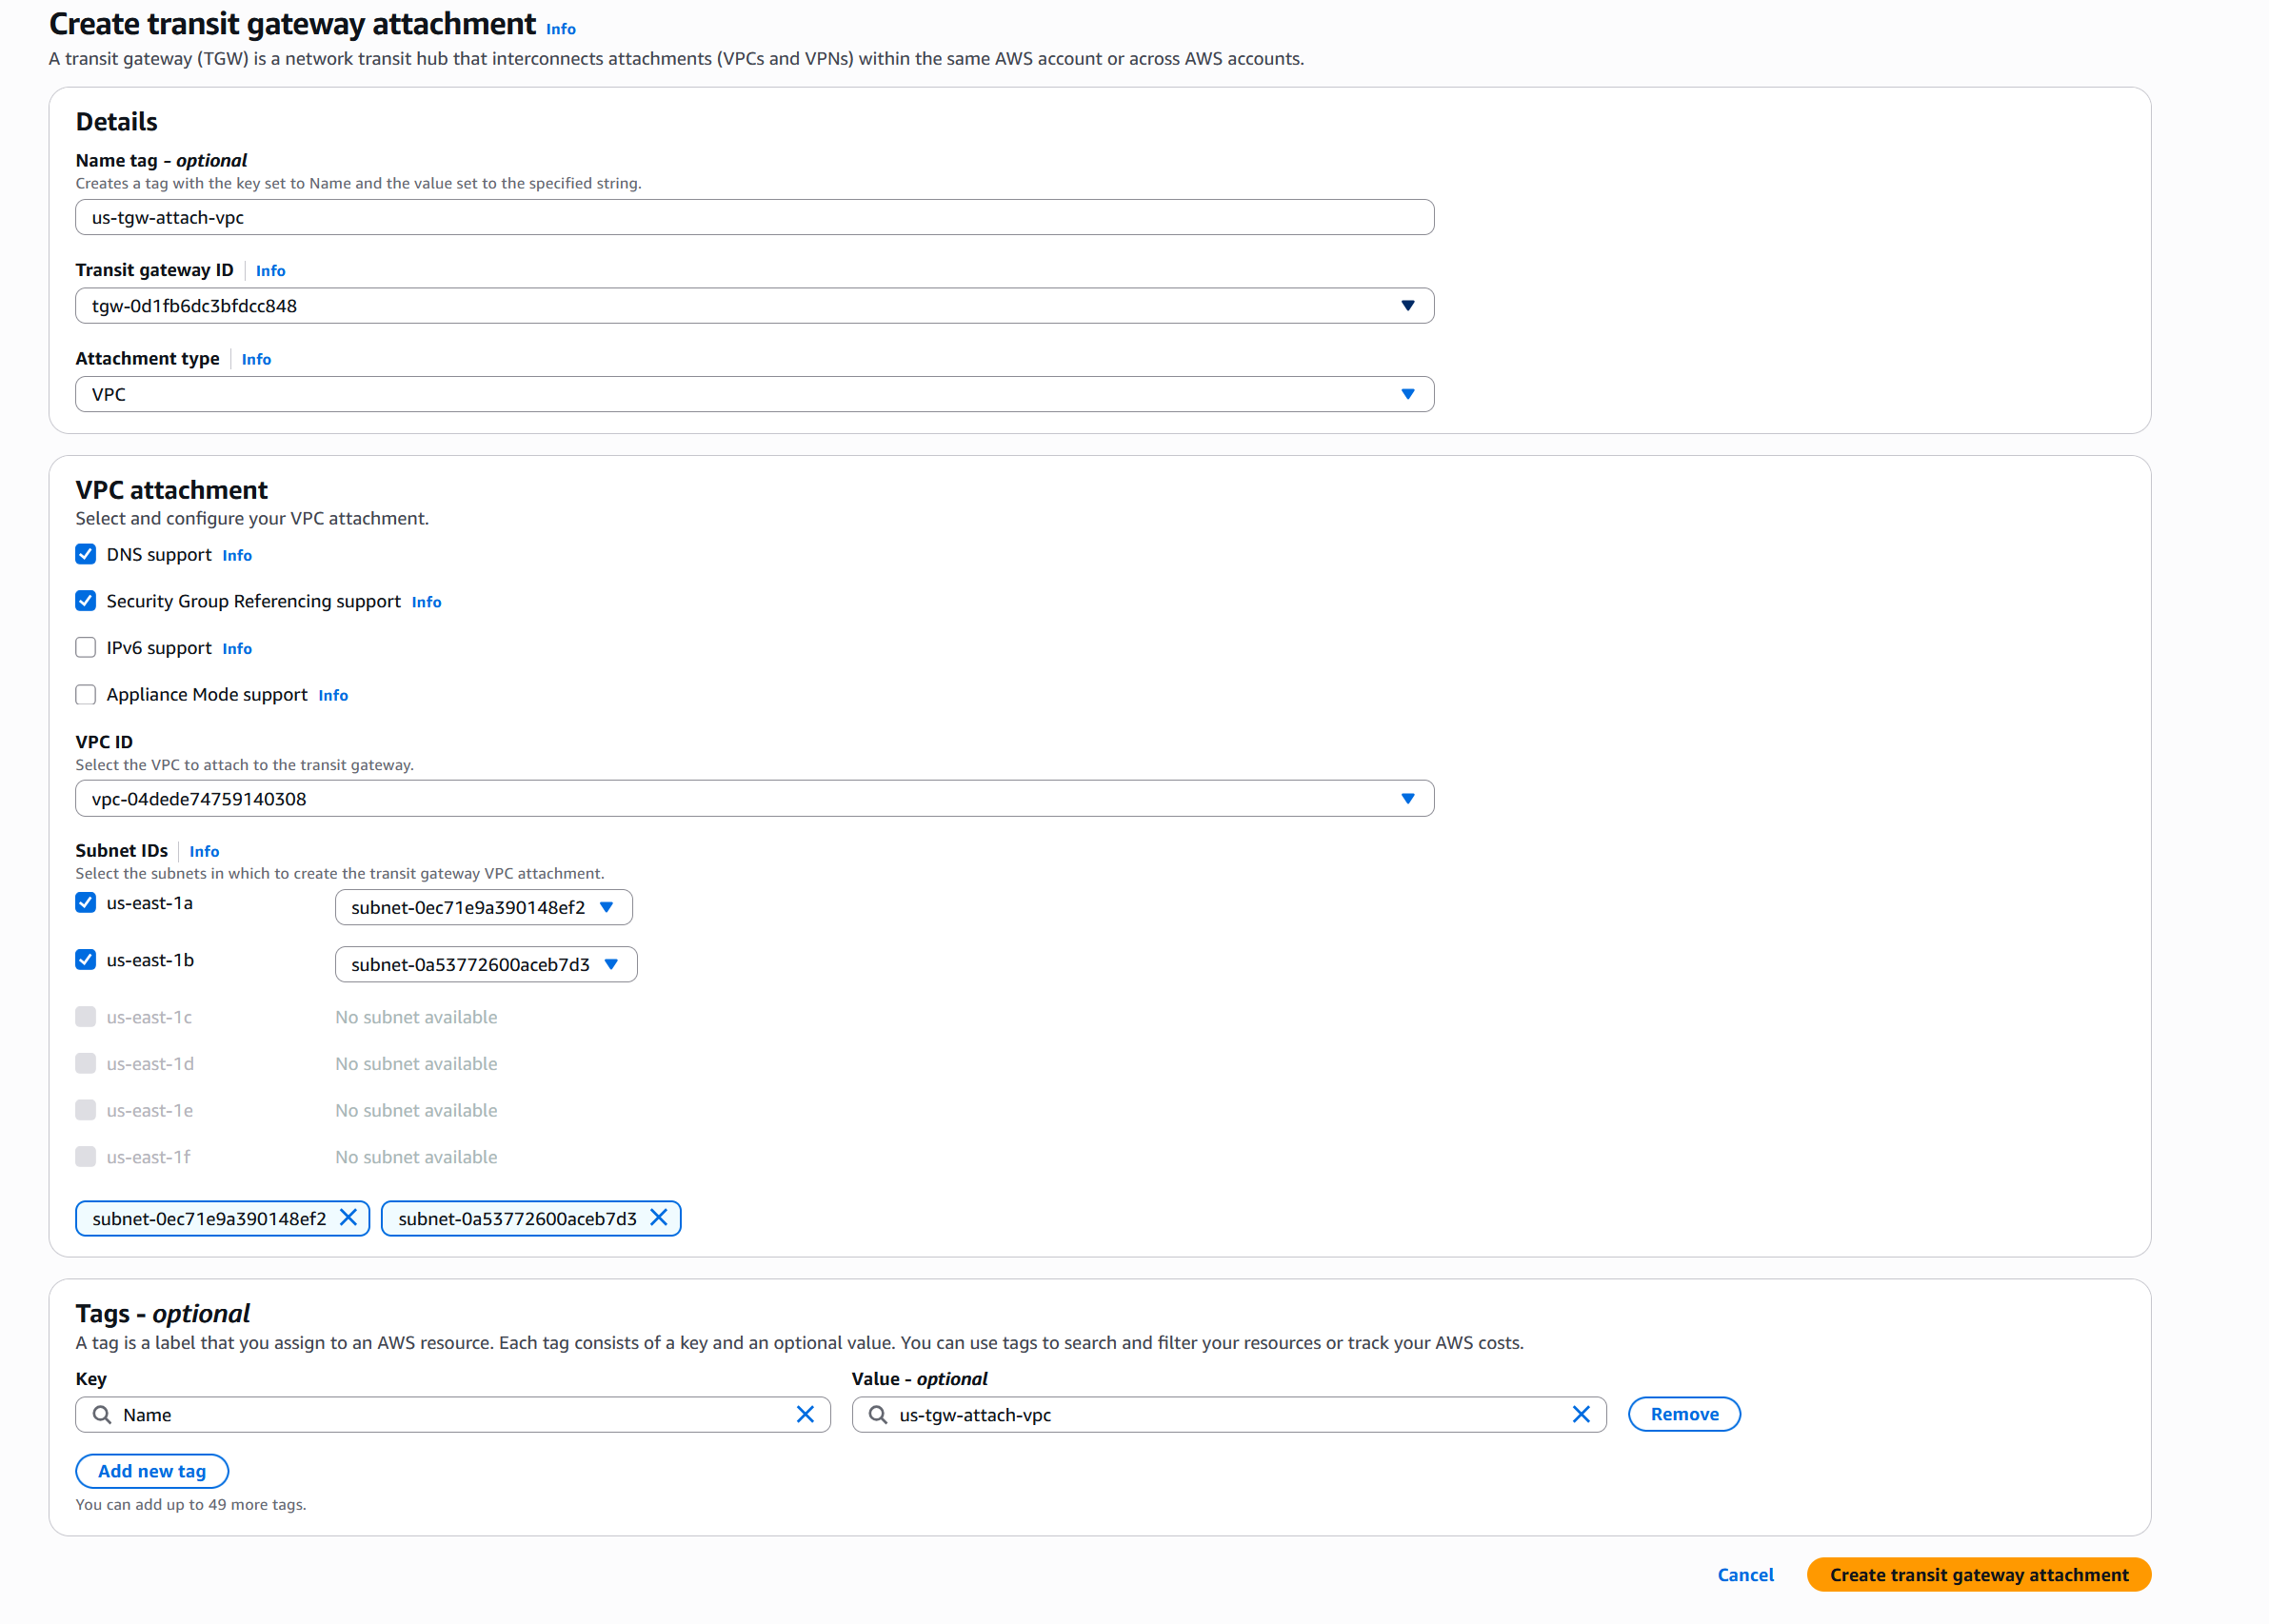 Create transit gateway attachment Info
A transit gateway (TGW) is a network transit hub that interconnects attachments (VPCs and VPNs) within the same AWS account or across AWS accounts.
Details
Name tag - optional
Creates a tag with the key set to Name and the value set to the specified string.
us-tgw-attach-vpc
Transit gateway ID Info
tgw-0d1fb6dc3bfdcc848
Attachment type Info
VPC
VPC attachment
Select and configure your VPC attachment.
DNS support Info
Security Group Referencing support Info
IPv6 support Info
Appliance Mode support Info
VPC ID
Select the VPC to attach to the transit gateway.
vpc-04dede74759140308
Subnet IDs Info
Select the subnets in which to create the transit gateway VPC attachment.
us-east-1a subnet-0ec71e9a390148ef2
us-east-1b subnet-0a53772600aceb7d3
us-east-1c No subnet available
us-east-1d No subnet available
us-east-1e No subnet available
us-east-1f No subnet available
subnet-0ec71e9a390148ef2 subnet-0a53772600aceb7d3
Tags - optional
A tag is a label that you assign to an AWS resource. Each tag consists of a key and an optional value. You can use tags to search and filter your resources or track your AWS costs.
Key Value - optional
Name us-tgw-attach-vpc Remove
Add new tag
You can add up to 49 more tags.
Cancel Create transit gateway attachment